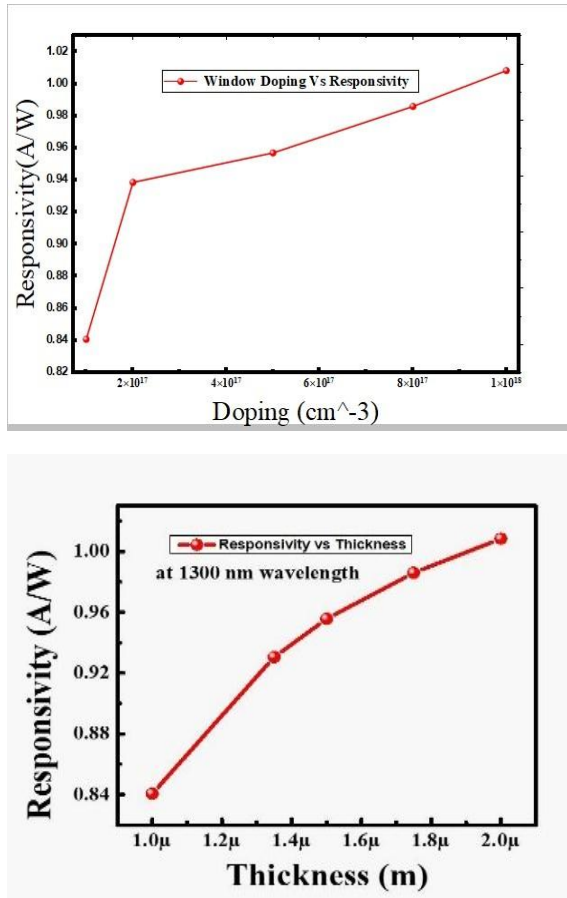 1.02
Window Doping Vs Responsivity
1.00
0.98
0.96
0.94
0.92
0.90
0.88
0.86
0.84
0.82
Responsivity(A/W)
2×10¹⁷ 4×10¹⁷ 6×10¹⁷ 8×10¹⁷ 1×10¹⁸
Doping (cm^-3)
Responsivity vs Thickness
at 1300 nm wavelength
1.00
0.96
0.92
0.88
0.84
Responsivity (A/W)
1.0μ 1.2μ 1.4μ 1.6μ 1.8μ 2.0μ
Thickness (m)